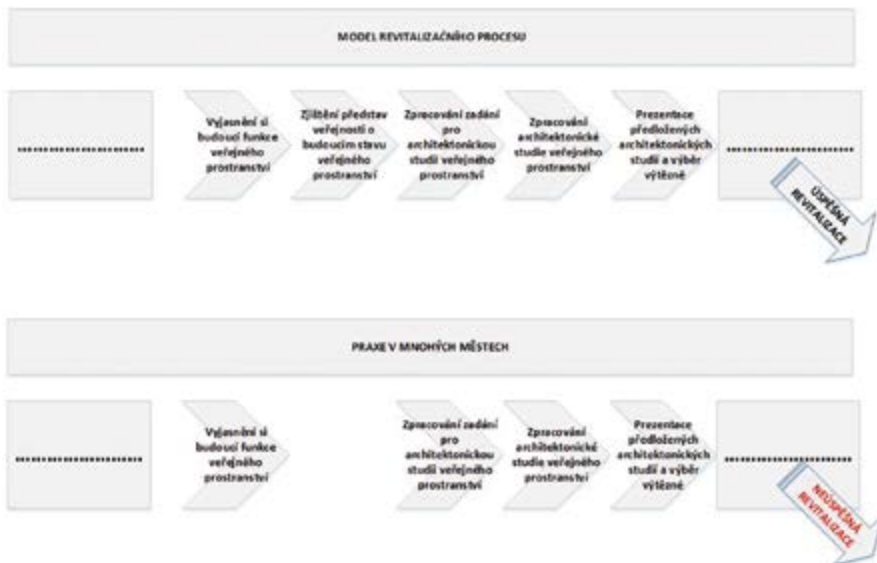 MODEL REVITALIZAČNÍHO PROCESU
........................
Vyjasnění si
budoucí funkce
veřejného
prostranství
Zjištění představ
veřejnosti o
budoucím stavu
veřejného
prostranství
Zpracování zadání
pro
architektonickou
studii veřejného
prostranství
Zpracování
architektonické
studie veřejného
prostranství
Prezentace
předložených
architektonických
studií a výběr
vítězné
........................
ÚSPĚŠNÁ
REVITALIZACE
PRAXE V MNOHÝCH MĚSTECH
........................
Vyjasnění si
budoucí funkce
veřejného
prostranství
Zpracování zadání
pro
architektonickou
studii veřejného
prostranství
Zpracování
architektonické
studie veřejného
prostranství
Prezentace
předložených
architektonických
studií a výběr
vítězné
........................
NEÚSPĚŠNÁ
REVITALIZACE